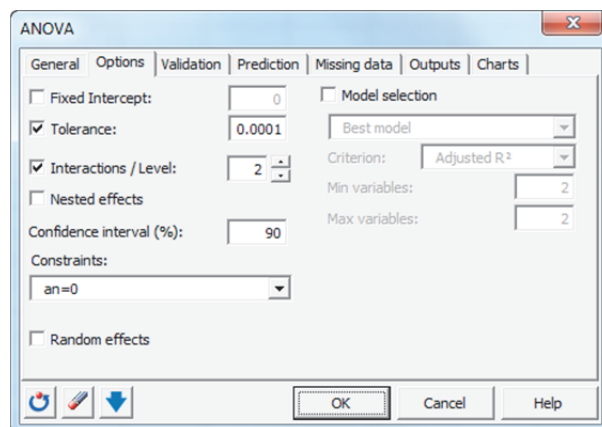 ANOVA
General Options Validation Prediction Missing data Outputs Charts
Fixed Intercept: 0
Tolerance: 0.0001
Interactions / Level: 2
Nested effects
Confidence interval (%): 90
Constraints:
an=0
Random effects
Model selection
Best model
Criterion: Adjusted R²
Min variables: 2
Max variables: 2
OK Cancel Help